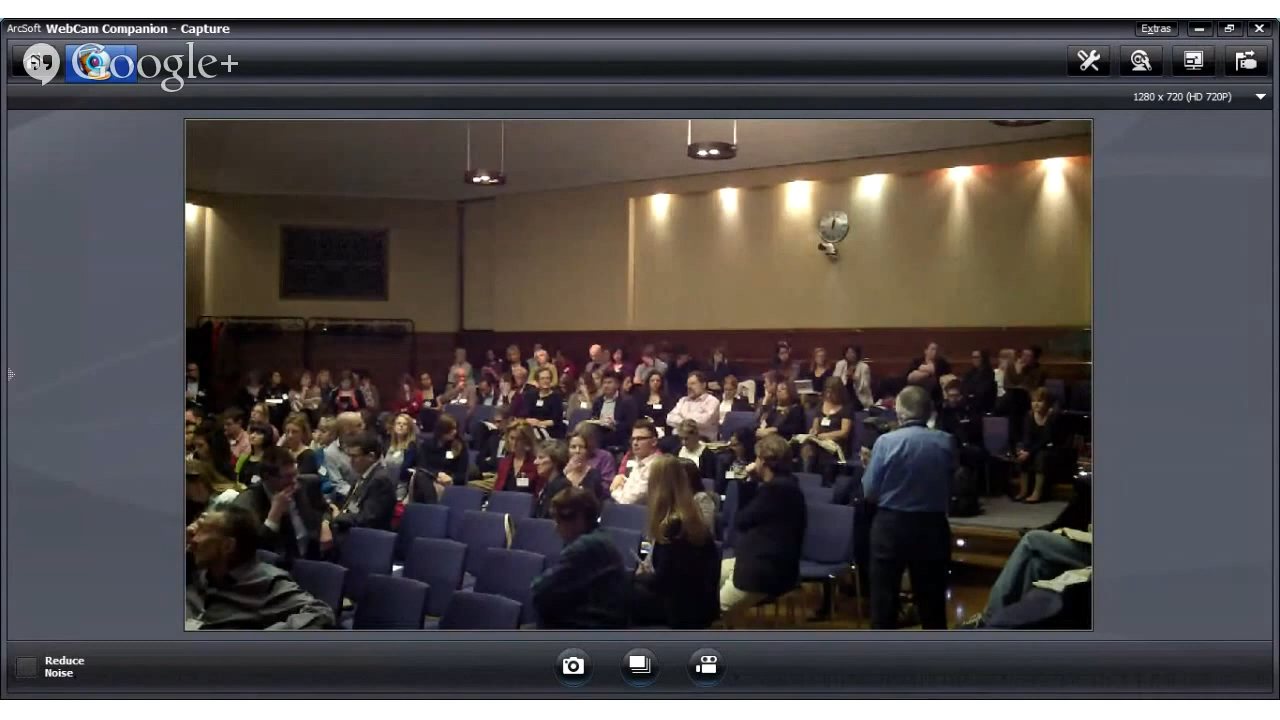 ArcSoft WebCam Companion - Capture
Extras
Google+
1280 x 720 (HD 720P)
Reduce
Noise